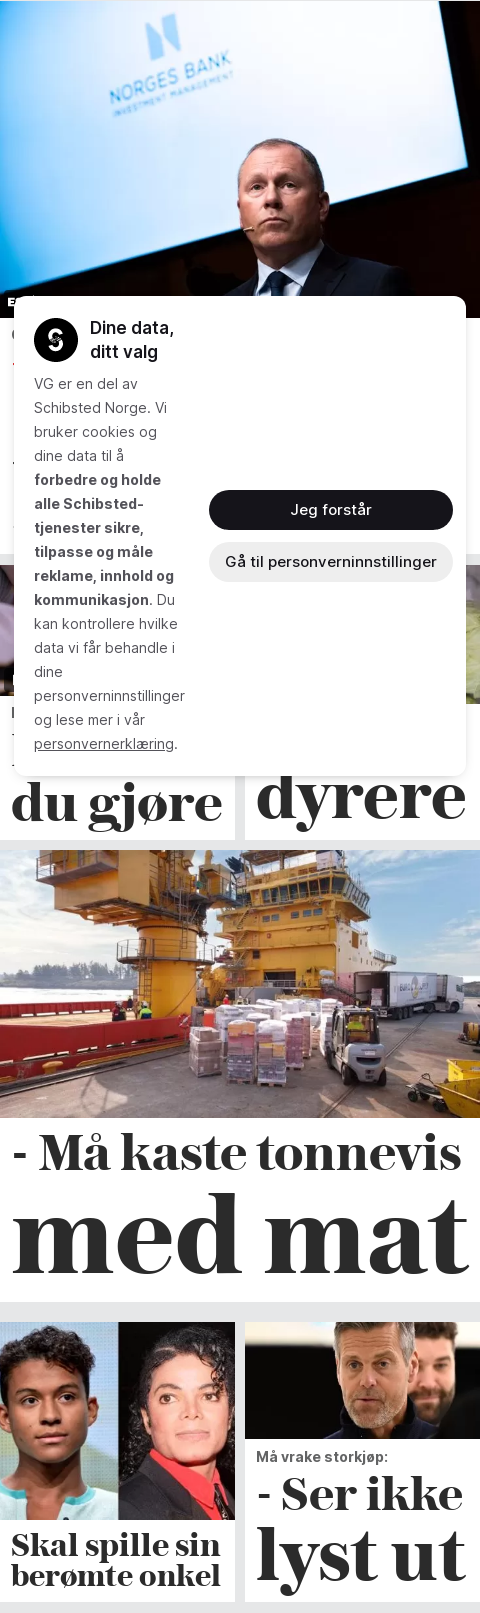 NORGES BANK
INVESTMENT MANAGEMENT
Dine data,
ditt valg
VG er en del av
Schibsted Norge. Vi
bruker cookies og
dine data til å
forbedre og holde
alle Schibsted-
tjenester sikre,
tilpasse og måle
reklame, innhold og
kommunikasjon. Du
kan kontrollere hvilke
data vi får behandle i
dine
personverninnstillinger
og lese mer i vår
personvernerklæring.
Jeg forstår
Gå til personverninnstillinger
du gjøre
dyrere
- Må kaste tonnevis
med mat
Skal spille sin
berømte onkel
Må vrake storkjøp:
- Ser ikke
lyst ut